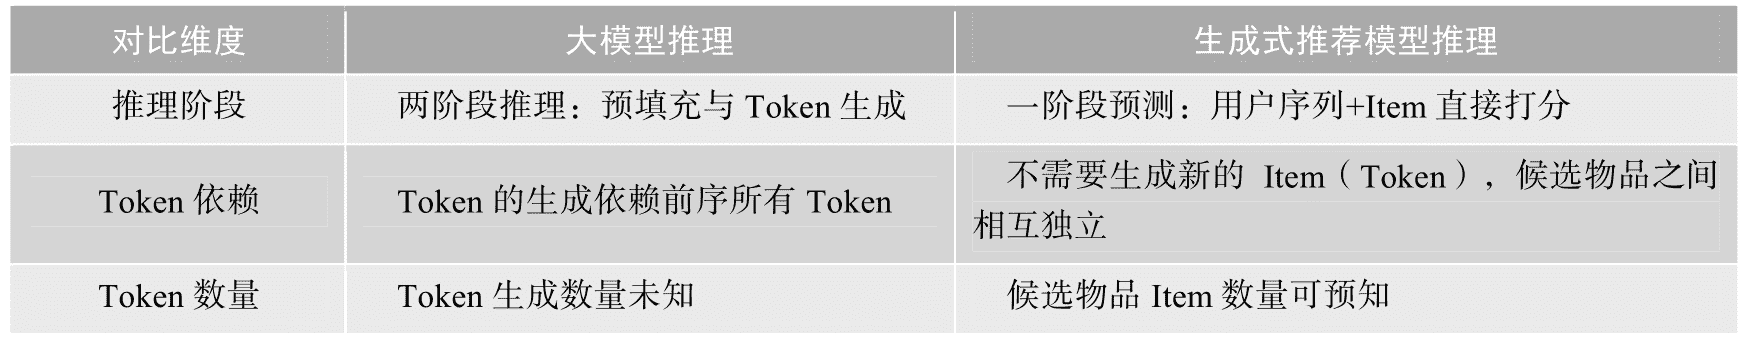 对比维度 大模型推理 生成式推荐模型推理
推理阶段 两阶段推理：预填充与 Token 生成 一阶段预测：用户序列+Item 直接打分
Token 依赖 Token 的生成依赖前序所有 Token 不需要生成新的 Item（Token），候选物品之间
相互独立
Token 数量 Token 生成数量未知 候选物品 Item 数量可预知